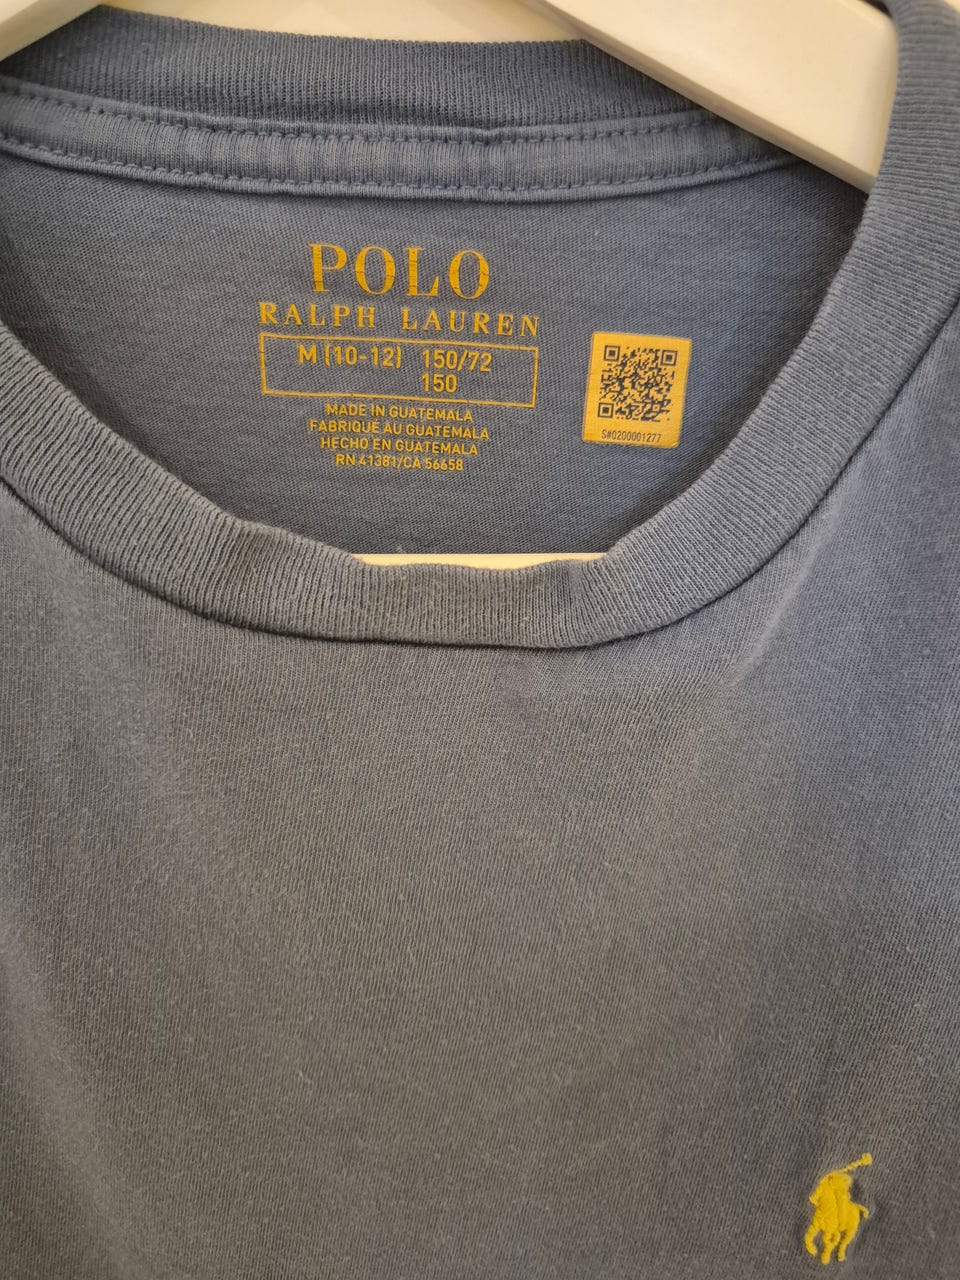 POLO
RALPH LAUREN
M (10-12) 150/72
150
MADE IN GUATEMALA
FABRIQUÉ AU GUATEMALA
HECHO EN GUATEMALA
RN 41381/CA 56658
S#0200001277